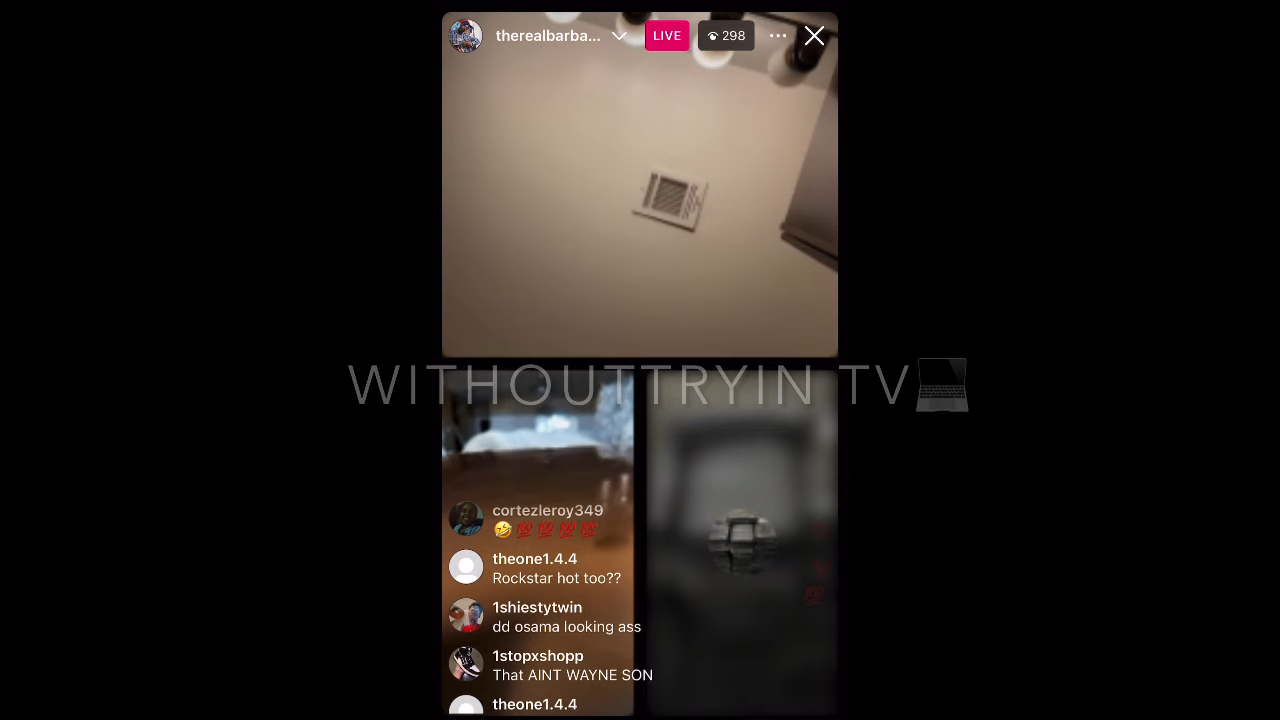 therealbarba...
LIVE
298
WITHOUTTRYIN TV💻
cortezleroy349
🤣💯💯💯💯
theone1.4.4
Rockstar hot too??
1shiestytwin
dd osama looking ass
1stopxshopp
That AINT WAYNE SON
theone1.4.4